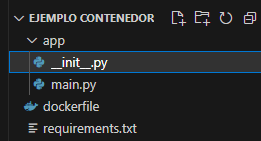 EJEMPLO CONTENEDOR
app
__init__.py
main.py
dockerfile
requirements.txt